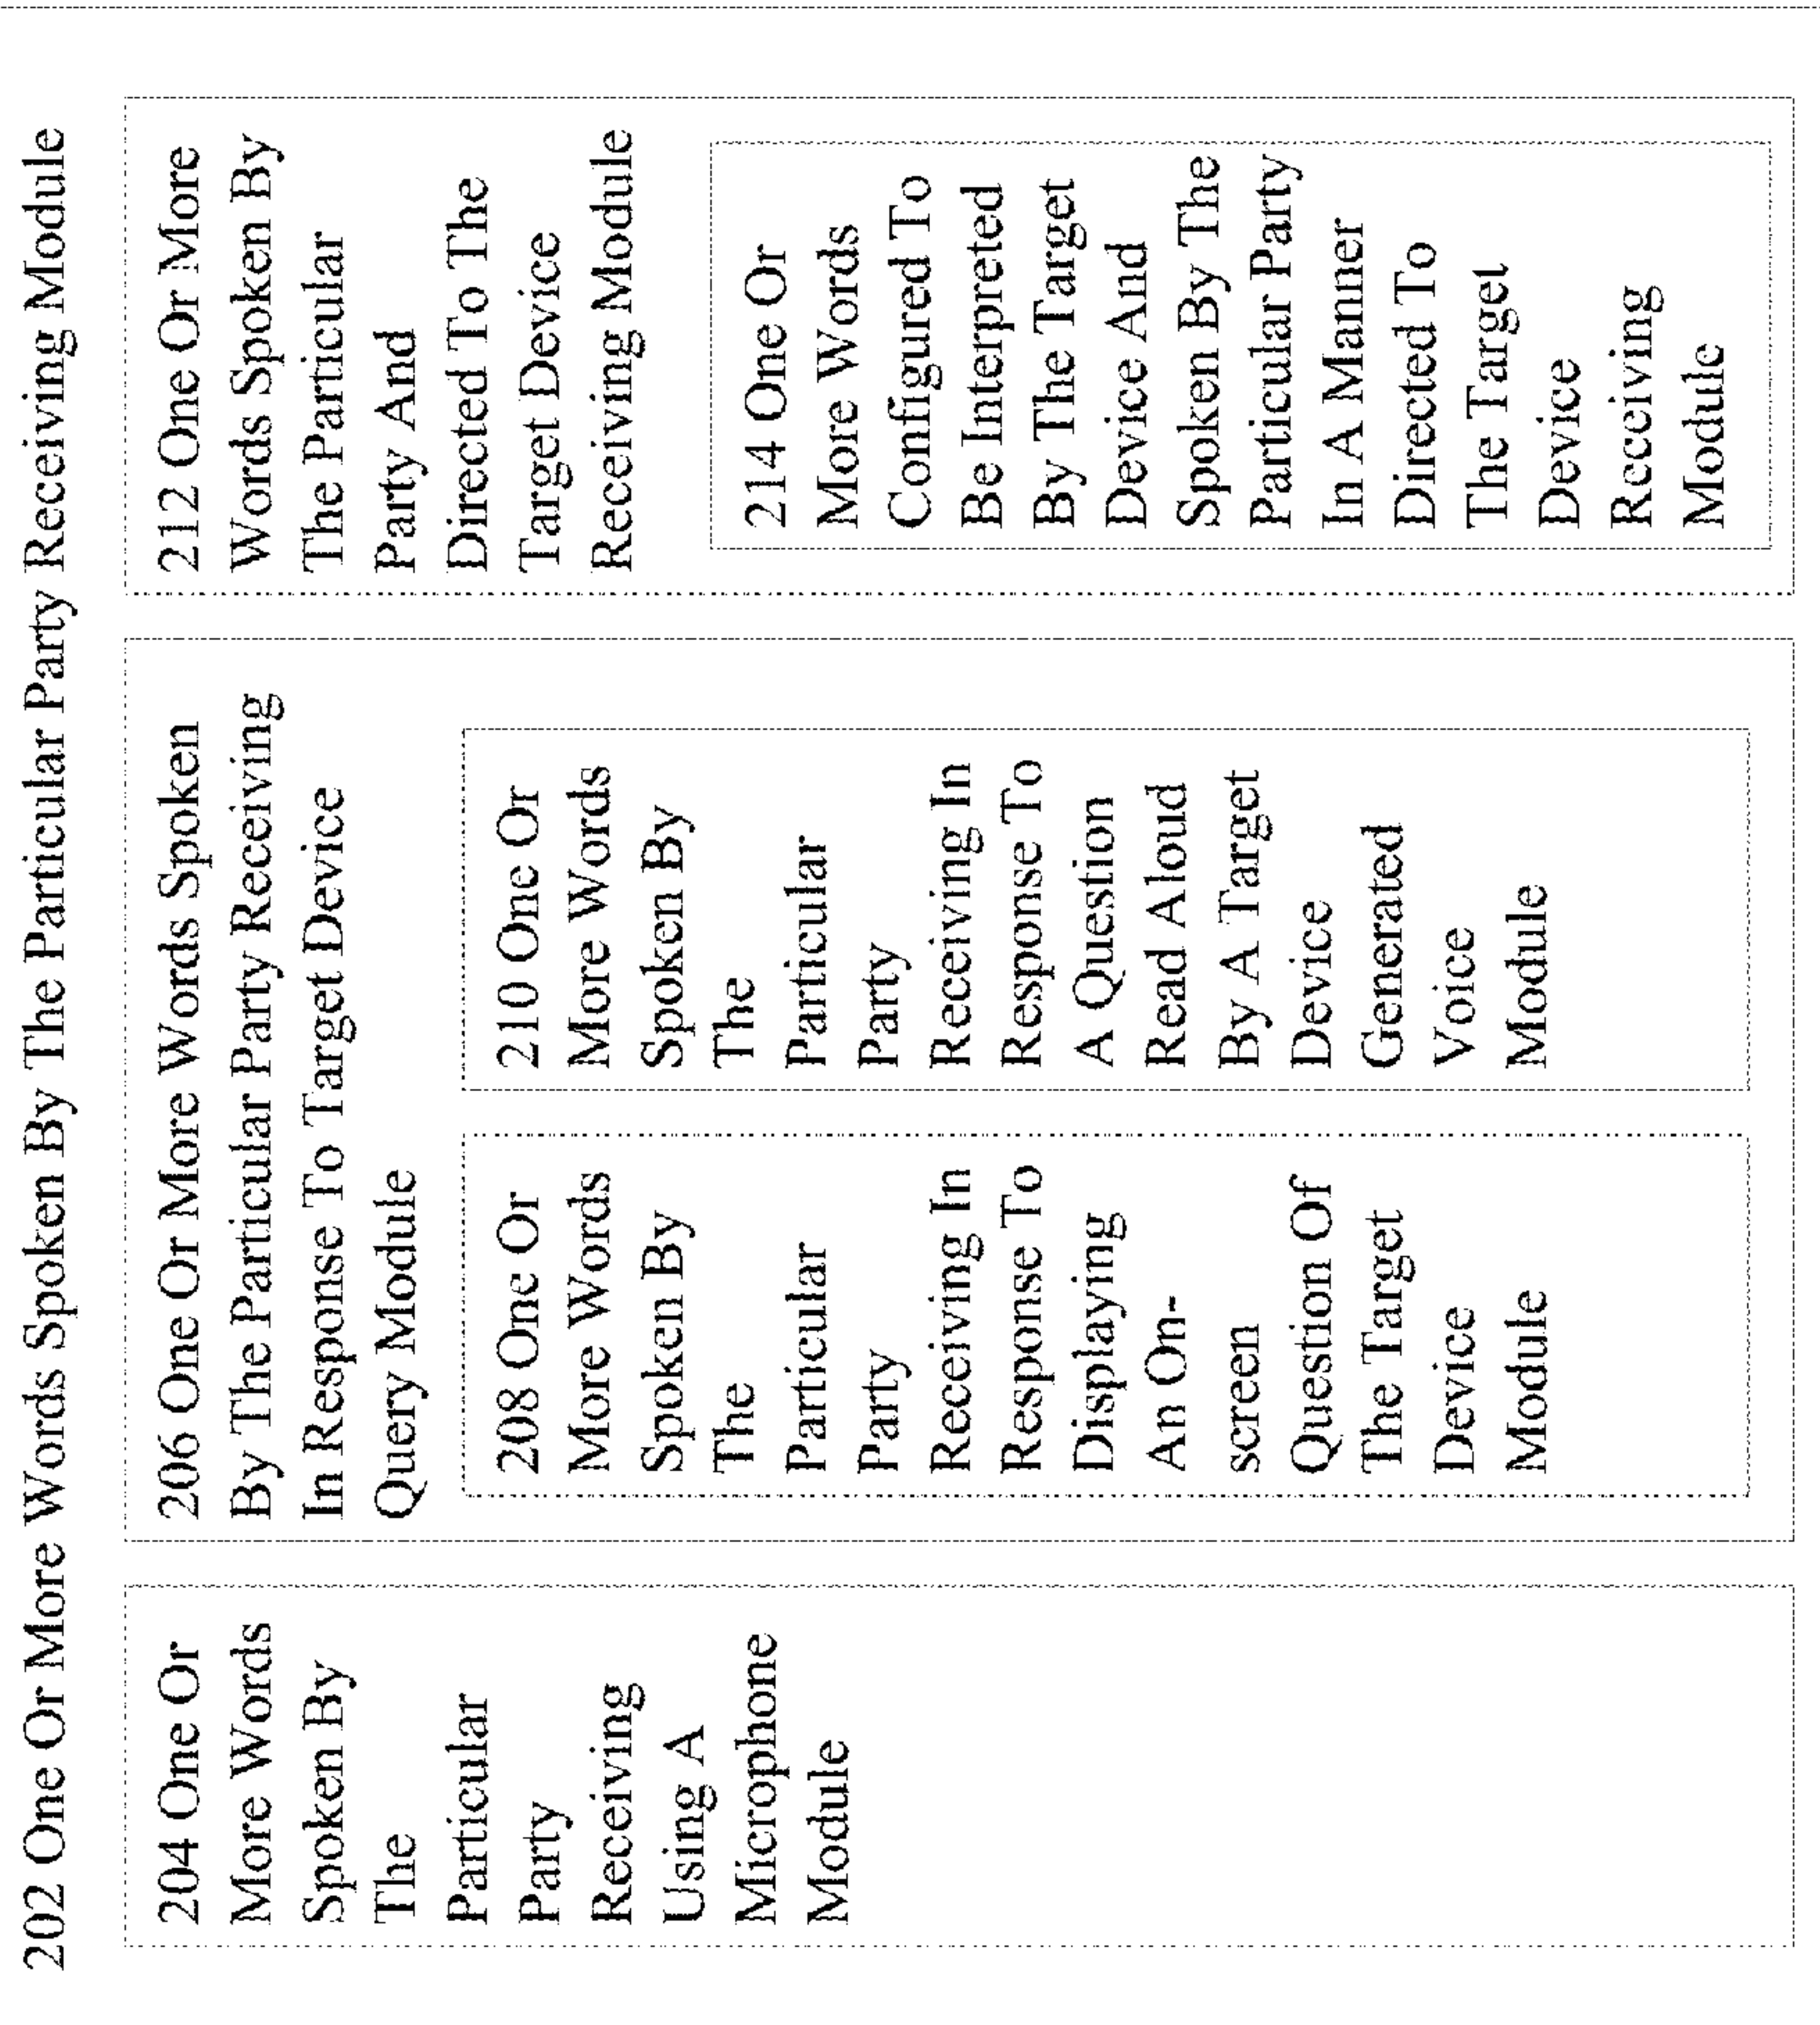 202 One Or More Words Spoken By The Particular Party Receiving Module
204 One Or
More Words
Spoken By
The
Particular
Party
Receiving
Using A
Microphone
Module
206 One Or More Words Spoken
By The Particular Party Receiving
In Response To Target Device
Query Module
208 One Or
More Words
Spoken By
The
Particular
Party
Receiving In
Response To
Displaying
An On-
screen
Question Of
The Target
Device
Module
210 One Or
More Words
Spoken By
The
Particular
Party
Receiving In
Response To
A Question
Read Aloud
By A Target
Device
Generated
Voice
Module
212 One Or More
Words Spoken By
The Particular
Party And
Directed To The
Target Device
Receiving Module
214 One Or
More Words
Configured To
Be Interpreted
By The Target
Device And
Spoken By The
Particular Party
In A Manner
Directed To
The Target
Device
Receiving
Module